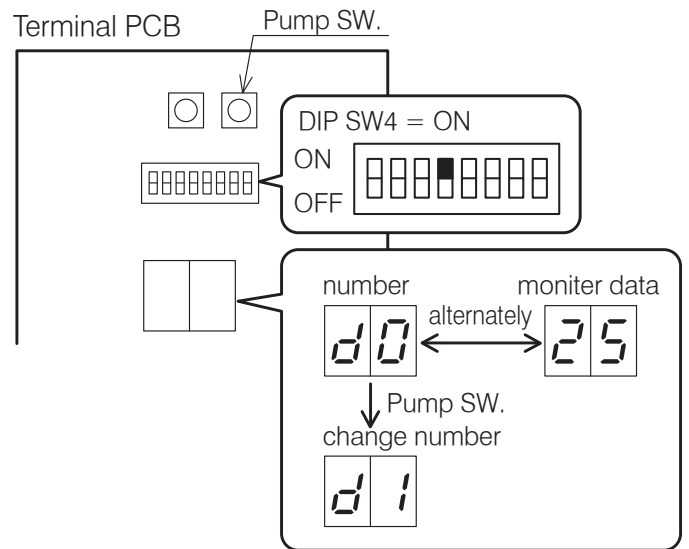 Terminal PCB
Pump SW.
DIP SW4 = ON
ON
OFF
number
moniter data
d0
alternately
25
Pump SW.
change number
d1